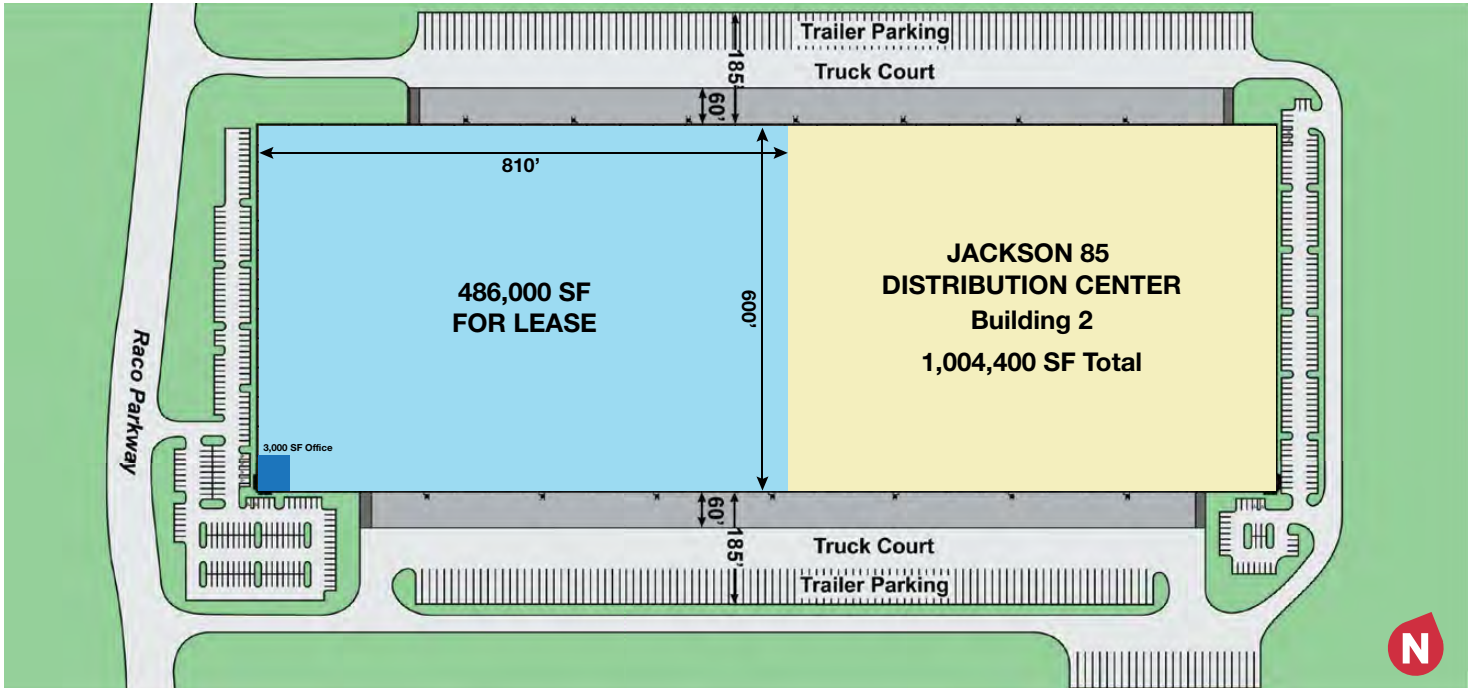 Trailer Parking
185'
Truck Court
60'
810’
JACKSON 85
DISTRIBUTION CENTER
Building 2
1,004,400 SF Total
486,000 SF
FOR LEASE
600’
Raco Parkway
3,000 SF Office
60'
185'
Truck Court
Trailer Parking
N